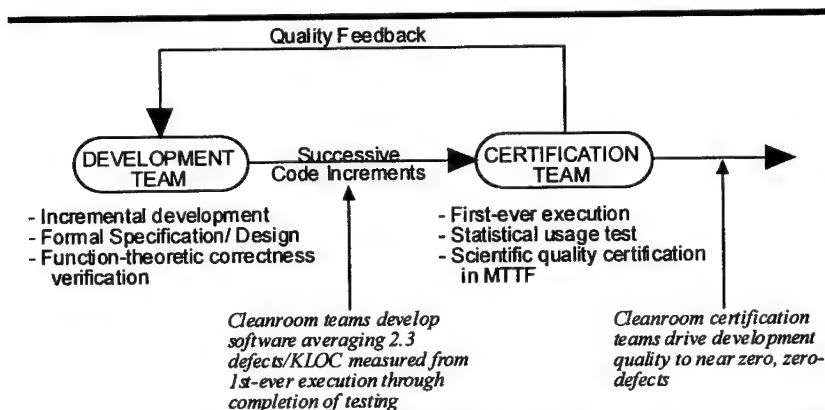 Quality Feedback
DEVELOPMENT
TEAM
Successive
Code Increments
CERTIFICATION
TEAM
- Incremental development
- Formal Specification/ Design
- Function-theoretic correctness
verification
- First-ever execution
- Statistical usage test
- Scientific quality certification
in MTTF
Cleanroom teams develop
software averaging 2.3
defects/KLOC measured from
1st-ever execution through
completion of testing
Cleanroom certification
teams drive development
quality to near zero, zero-
defects